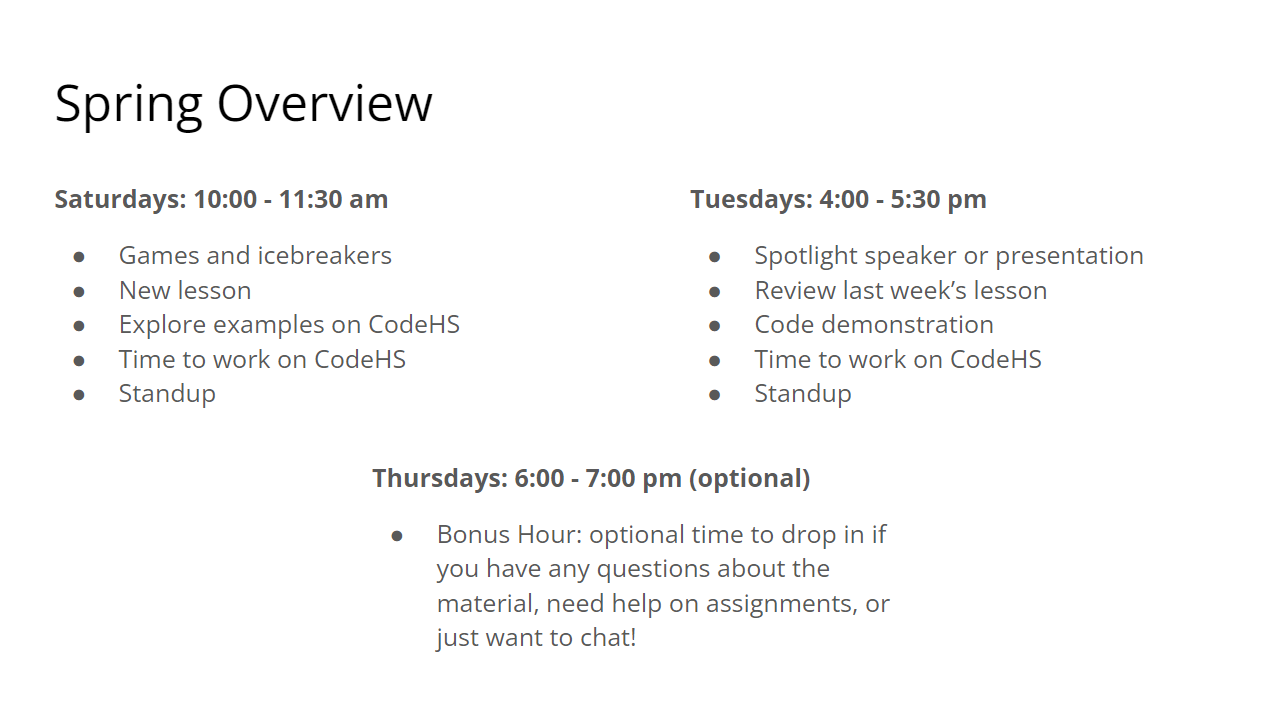 Spring Overview
Saturdays: 10:00 - 11:30 am
● Games and icebreakers
● New lesson
● Explore examples on CodeHS
● Time to work on CodeHS
● Standup
Tuesdays: 4:00 - 5:30 pm
● Spotlight speaker or presentation
● Review last week’s lesson
● Code demonstration
● Time to work on CodeHS
● Standup
Thursdays: 6:00 - 7:00 pm (optional)
● Bonus Hour: optional time to drop in if
you have any questions about the
material, need help on assignments, or
just want to chat!